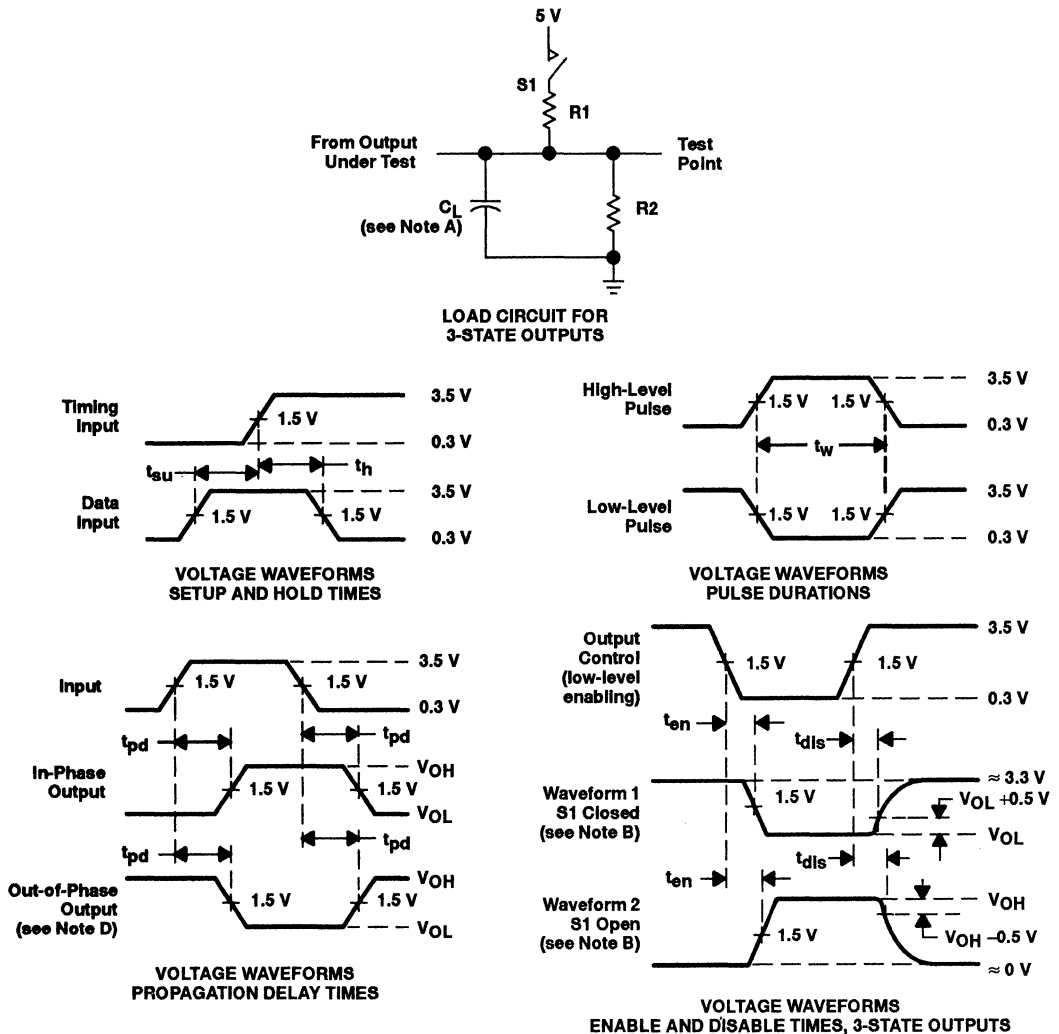 5 V
S1
R1
From Output
Under Test
Test
Point
CL
(see Note A)
R2
LOAD CIRCUIT FOR
3-STATE OUTPUTS
Timing
Input
3.5 V
1.5 V
0.3 V
tsu
th
Data
Input
3.5 V
1.5 V
1.5 V
0.3 V
VOLTAGE WAVEFORMS
SETUP AND HOLD TIMES
High-Level
Pulse
3.5 V
1.5 V
1.5 V
0.3 V
tw
Low-Level
Pulse
3.5 V
1.5 V
1.5 V
0.3 V
VOLTAGE WAVEFORMS
PULSE DURATIONS
Input
3.5 V
1.5 V
1.5 V
0.3 V
tpd
tpd
In-Phase
Output
VOH
1.5 V
1.5 V
VOL
tpd
tpd
Out-of-Phase
Output
(see Note D)
VOH
1.5 V
1.5 V
VOL
VOLTAGE WAVEFORMS
PROPAGATION DELAY TIMES
Output
Control
(low-level
enabling)
3.5 V
1.5 V
1.5 V
0.3 V
ten
tdis
Waveform 1
S1 Closed
(see Note B)
≈ 3.3 V
1.5 V
VOL +0.5 V
VOL
ten
tdis
Waveform 2
S1 Open
(see Note B)
VOH
1.5 V
VOH –0.5 V
≈ 0 V
VOLTAGE WAVEFORMS
ENABLE AND DISABLE TIMES, 3-STATE OUTPUTS